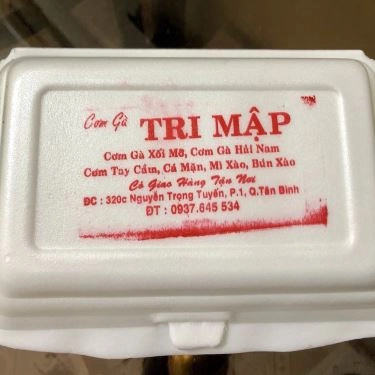 Cơm Gà TRI MẬP
Cơm Gà Xối Mỡ, Cơm Gà Hải Nam
Cơm Tay Cầm, Cá Mặn, Mì Xào, Bún Xào
Có Giao Hàng Tận Nơi
ĐC : 320c Nguyễn Trọng Tuyển, P.1, Q.Tân Bình
ĐT : 0937.645 534